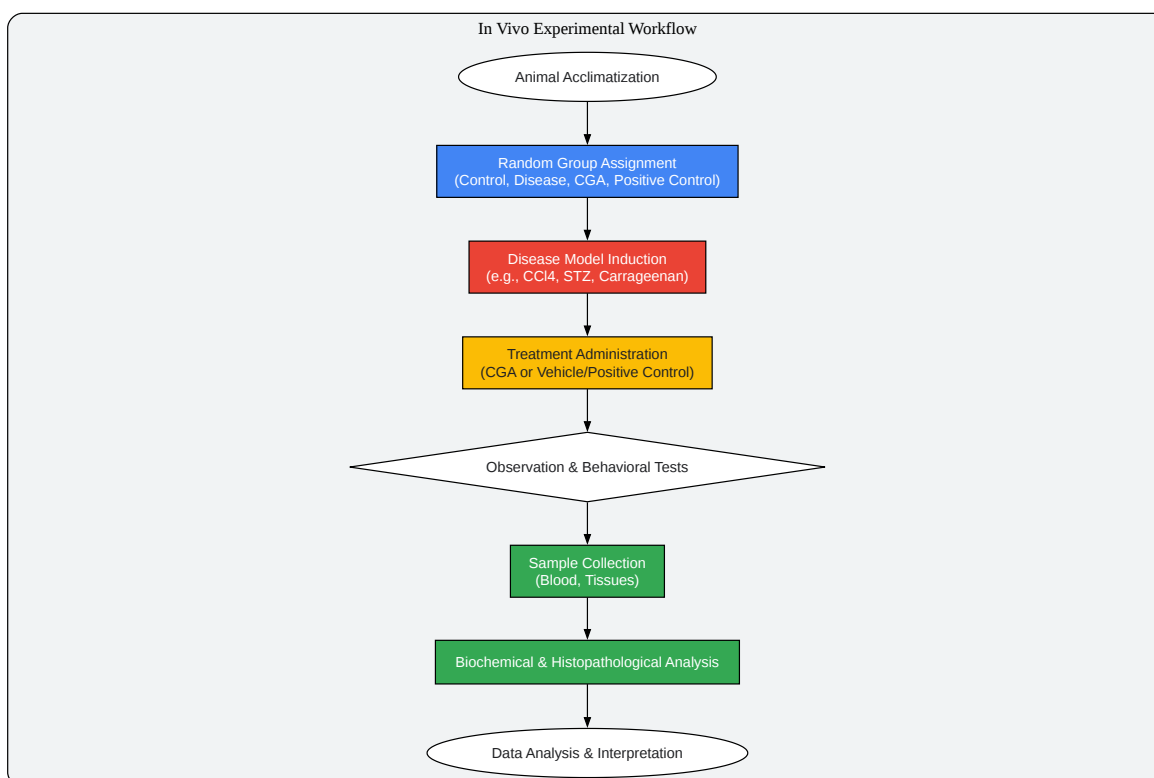 In Vivo Experimental Workflow
Animal Acclimatization
Random Group Assignment
(Control, Disease, CGA, Positive Control)
Disease Model Induction
(e.g., CCl4, STZ, Carrageenan)
Treatment Administration
(CGA or Vehicle/Positive Control)
Observation & Behavioral Tests
Sample Collection
(Blood, Tissues)
Biochemical & Histopathological Analysis
Data Analysis & Interpretation